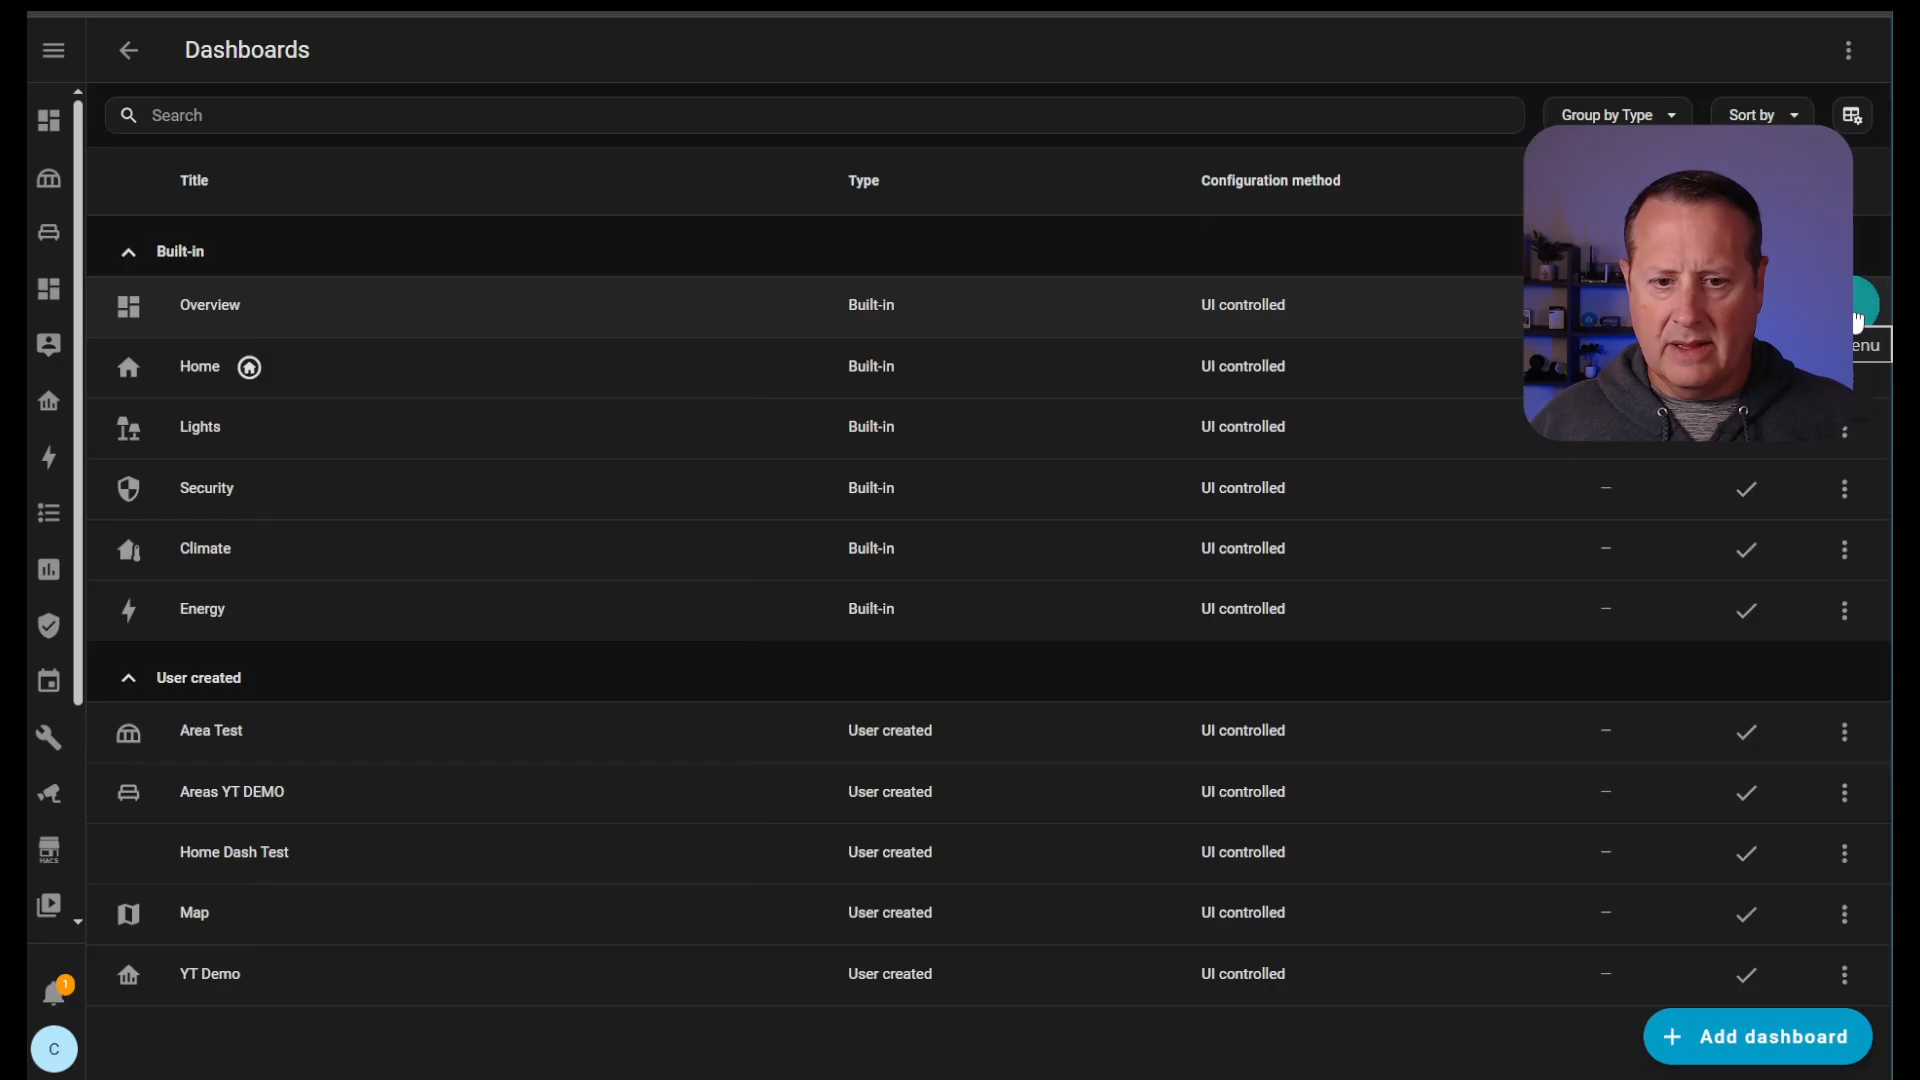 Dashboards
Search
Group by Type
Sort by
Title
Type
Configuration method
Built-in
Overview
Built-in
UI controlled
enu
Home
Built-in
UI controlled
Lights
Built-in
UI controlled
Security
Built-in
UI controlled
Climate
Built-in
UI controlled
Energy
Built-in
UI controlled
User created
Area Test
User created
UI controlled
Areas YT DEMO
User created
UI controlled
Home Dash Test
User created
UI controlled
HACS
Map
User created
UI controlled
YT Demo
User created
UI controlled
1
Add dashboard
C